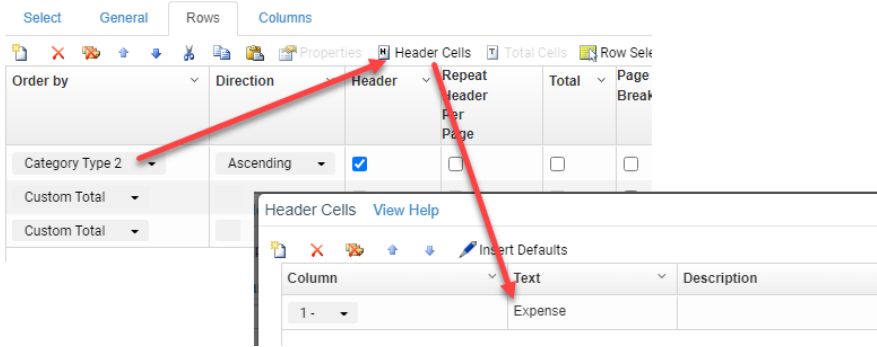 Select General Rows Columns
Properties H Header Cells T Total Cells Row Sele
Order by Direction Header Repeat Header Per Page Total Page Break
Category Type 2 Ascending
Custom Total
Custom Total
Header Cells View Help
Insert Defaults
Column Text Description
1 - Expense